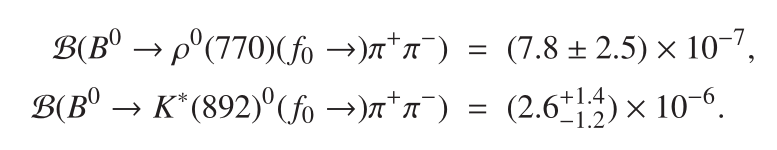 ℬ(B⁰ → ρ⁰(770)(f₀ →)π⁺π⁻) = (7.8 ± 2.5) × 10⁻⁷,
ℬ(B⁰ → K*(892)⁰(f₀ →)π⁺π⁻) = (2.6⁺¹·⁴₋₁.₂) × 10⁻⁶.